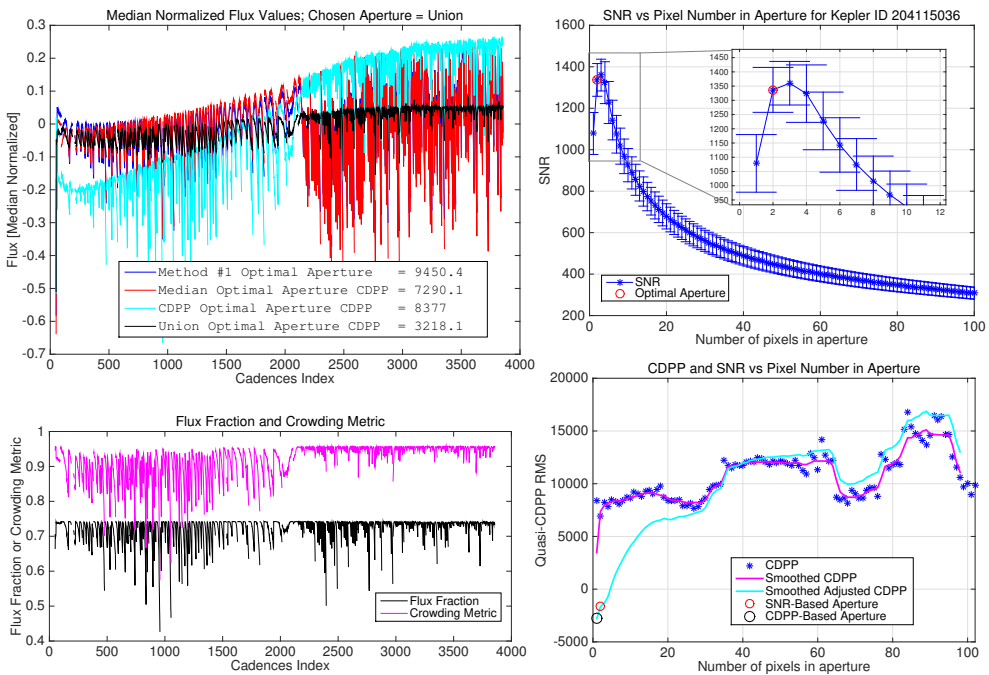 Median Normalized Flux Values; Chosen Aperture = Union
Flux [Median Normalized]
0.3
0.2
0.1
0
-0.1
-0.2
-0.3
-0.4
-0.5
-0.6
-0.7
Method #1 Optimal Aperture = 9450.4
Median Optimal Aperture CDPP = 7290.1
CDPP Optimal Aperture CDPP = 8377
Union Optimal Aperture CDPP = 3218.1
0 500 1000 1500 2000 2500 3000 3500 4000
Cadences Index
SNR vs Pixel Number in Aperture for Kepler ID 204115036
SNR
1600
1400
1200
1000
800
600
400
200
1450
1400
1350
1300
1250
1200
1150
1100
1050
1000
950
0 2 4 6 8 10 12
SNR
Optimal Aperture
0 20 40 60 80 100
Number of pixels in aperture
Flux Fraction and Crowding Metric
Flux Fraction or Crowding Metric
1
0.9
0.8
0.7
0.6
0.5
0.4
Flux Fraction
Crowding Metric
0 500 1000 1500 2000 2500 3000 3500 4000
Cadences Index
CDPP and SNR vs Pixel Number in Aperture
Quasi-CDPP RMS
20000
15000
10000
5000
0
-5000
CDPP
Smoothed CDPP
Smoothed Adjusted CDPP
SNR-Based Aperture
CDPP-Based Aperture
0 20 40 60 80 100
Number of pixels in aperture